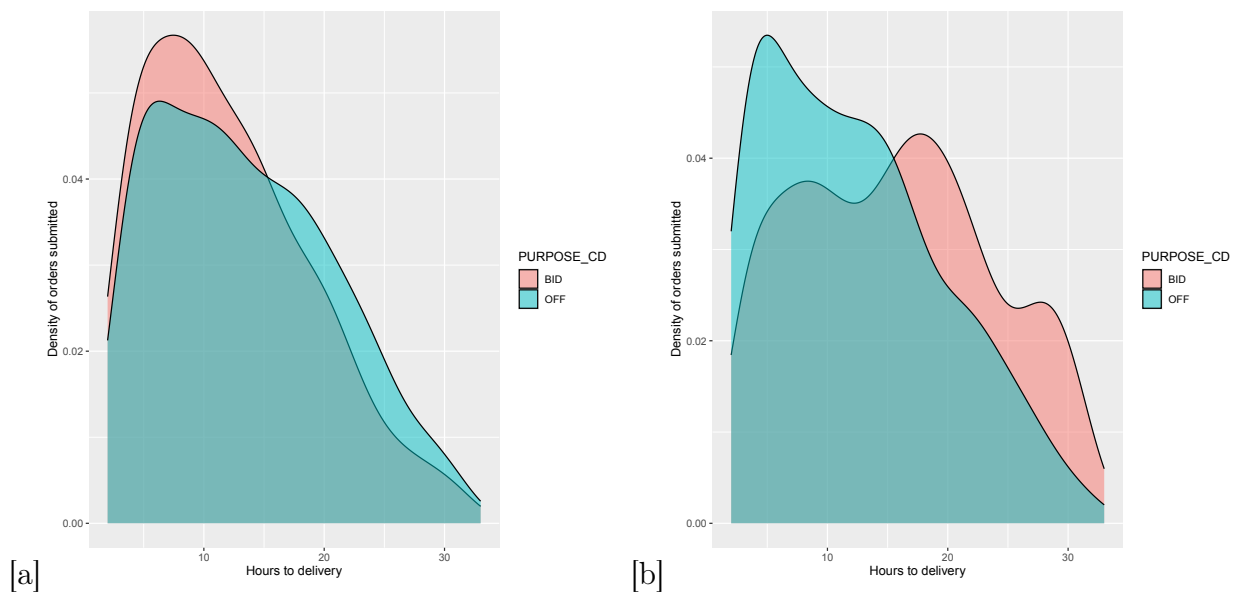 Density of orders submitted
0.04
0.02
0.00
10
20
30
Hours to delivery
PURPOSE_CD
BID
OFF
[a]
Density of orders submitted
0.04
0.02
0.00
10
20
30
Hours to delivery
PURPOSE_CD
BID
OFF
[b]